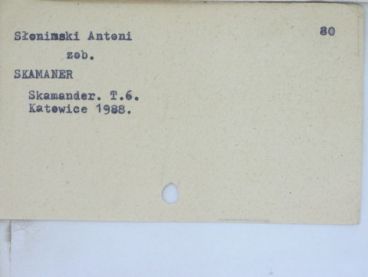 Słonimski Antoni 80
zob.
SKAMANER
Skamander. T.6.
Katowice 1988.